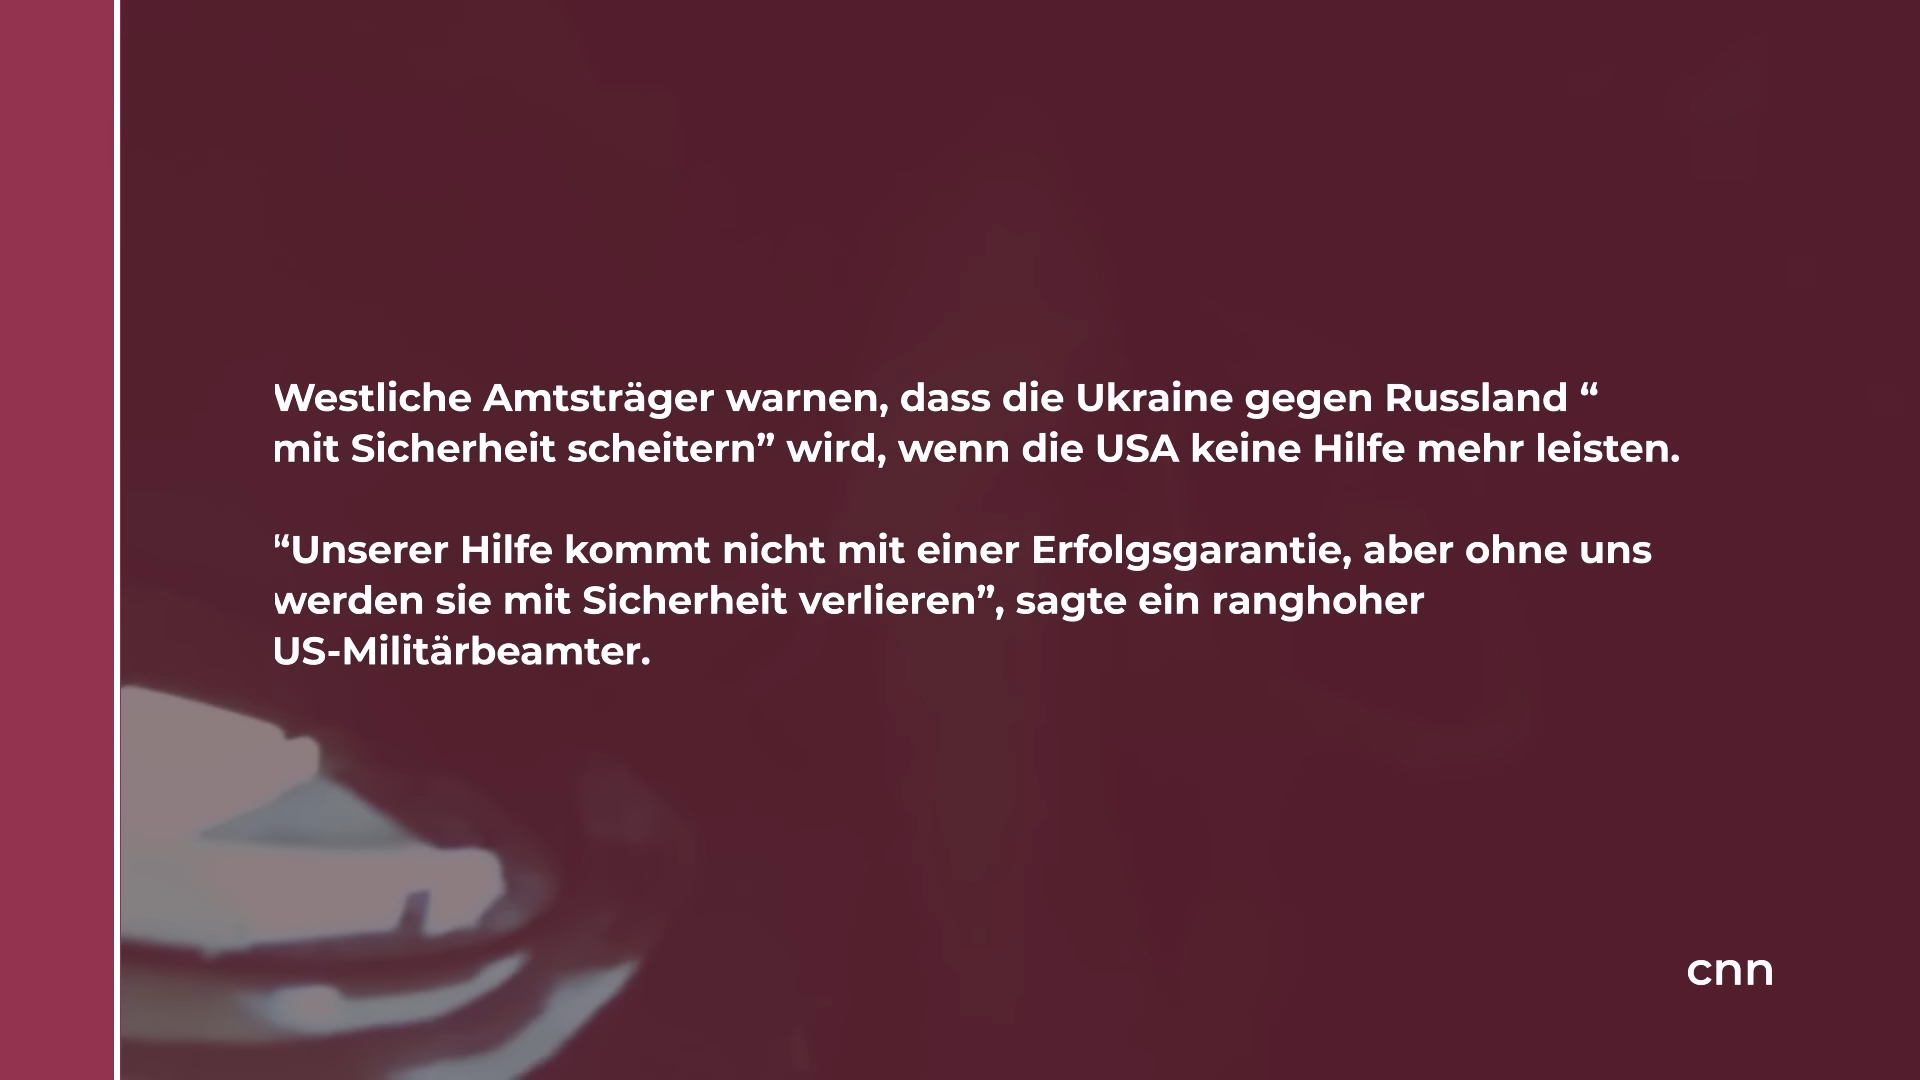 Westliche Amtsträger warnen, dass die Ukraine gegen Russland “
mit Sicherheit scheitern” wird, wenn die USA keine Hilfe mehr leisten.
“Unserer Hilfe kommt nicht mit einer Erfolgsgarantie, aber ohne uns
werden sie mit Sicherheit verlieren”, sagte ein ranghoher
US-Militärbeamter.
cnn